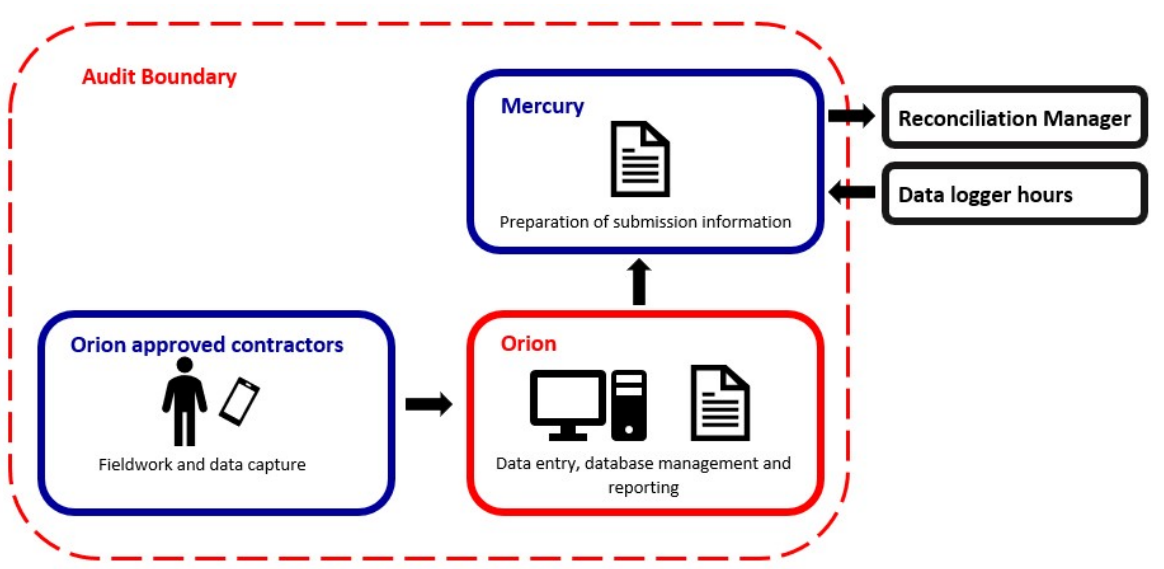 Audit Boundary
Mercury
Preparation of submission information
Reconciliation Manager
Data logger hours
Orion approved contractors
Fieldwork and data capture
Orion
Data entry, database management and
reporting